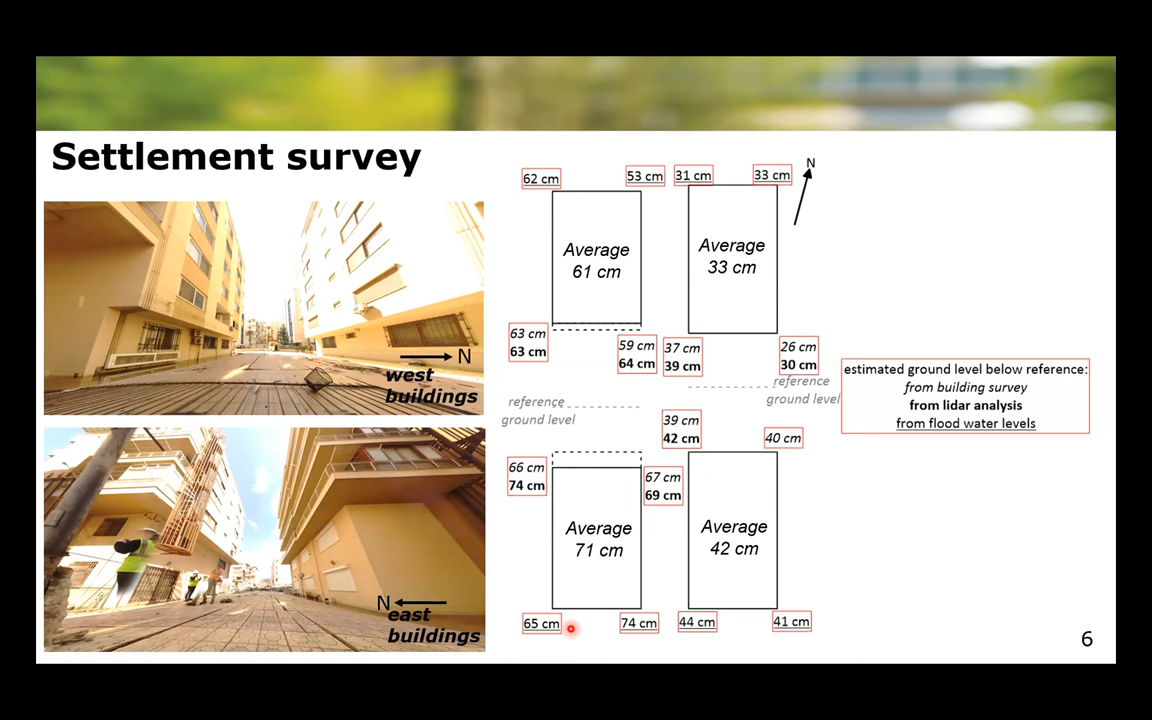 Settlement survey
N
west
buildings
N
east
buildings
62 cm
53 cm
31 cm
33 cm
N
Average
61 cm
Average
33 cm
63 cm
63 cm
59 cm
64 cm
37 cm
39 cm
26 cm
30 cm
reference
ground level
reference
ground level
39 cm
42 cm
40 cm
66 cm
74 cm
67 cm
69 cm
Average
71 cm
Average
42 cm
65 cm
74 cm
44 cm
41 cm
estimated ground level below reference:
from building survey
from lidar analysis
from flood water levels
6